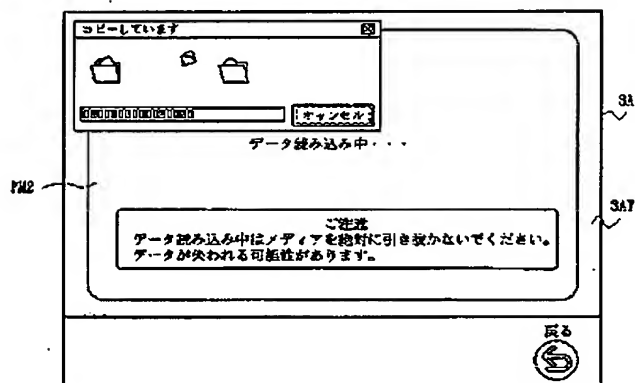 コピーしています
キャンセル
データ読み込み中・・・
3A
PM2
3AY
ご注意
データ読み込み中はメディアを絶対に引き抜かないでください。
データが失われる可能性があります。
戻る